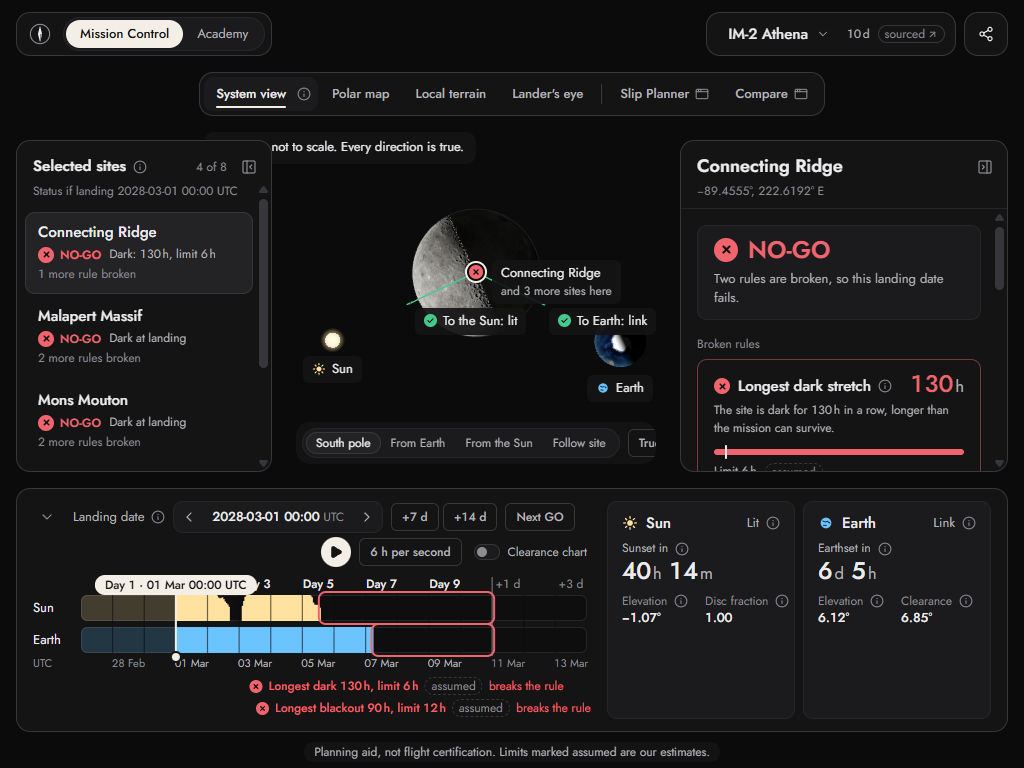 Mission Control
Academy
IM-2 Athena
10 d
sourced ↗
System view
Polar map
Local terrain
Lander's eye
Slip Planner
Compare
not to scale. Every direction is true.
Selected sites
4 of 8
Status if landing 2028-03-01 00:00 UTC
Connecting Ridge
NO-GO Dark: 130 h, limit 6 h
1 more rule broken
Malapert Massif
NO-GO Dark at landing
2 more rules broken
Mons Mouton
NO-GO Dark at landing
2 more rules broken
Connecting Ridge
and 3 more sites here
To the Sun: lit
To Earth: link
Sun
Earth
South pole
From Earth
From the Sun
Follow site
Connecting Ridge
−89.4555°, 222.6192° E
NO-GO
Two rules are broken, so this landing date
fails.
Broken rules
Longest dark stretch
130 h
The site is dark for 130 h in a row, longer than
the mission can survive.
Limit 6 h assumed
Landing date
2028-03-01 00:00 UTC
+7 d
+14 d
Next GO
6 h per second
Clearance chart
Day 1 · 01 Mar 00:00 UTC
3
Day 5
Day 7
Day 9
+1 d
+3 d
Sun
Earth
UTC
28 Feb
01 Mar
03 Mar
05 Mar
07 Mar
09 Mar
11 Mar
13 Mar
Longest dark 130 h, limit 6 h assumed breaks the rule
Longest blackout 90 h, limit 12 h assumed breaks the rule
Sun
Lit
Sunset in
40 h 14 m
Elevation
Disc fraction
−1.07°
1.00
Earth
Link
Earthset in
6 d 5 h
Elevation
Clearance
6.12°
6.85°
Planning aid, not flight certification. Limits marked assumed are our estimates.